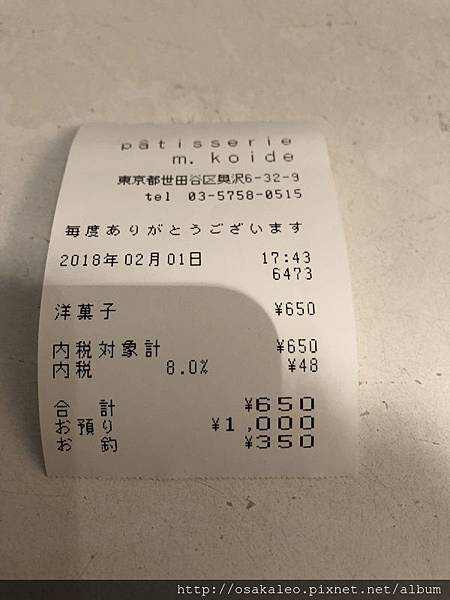 pâtisserie
m. koide
東京都世田谷区奥沢6-32-9
tel 03-5758-0515
毎度ありがとうございます
2018年02月01日 17:43
6473
洋菓子 ¥650
内税対象計 ¥650
内税 8.0% ¥48
合 計 ¥650
お預り ¥1,000
お 釣 ¥350
http://osakaleo.pixnet.net/album